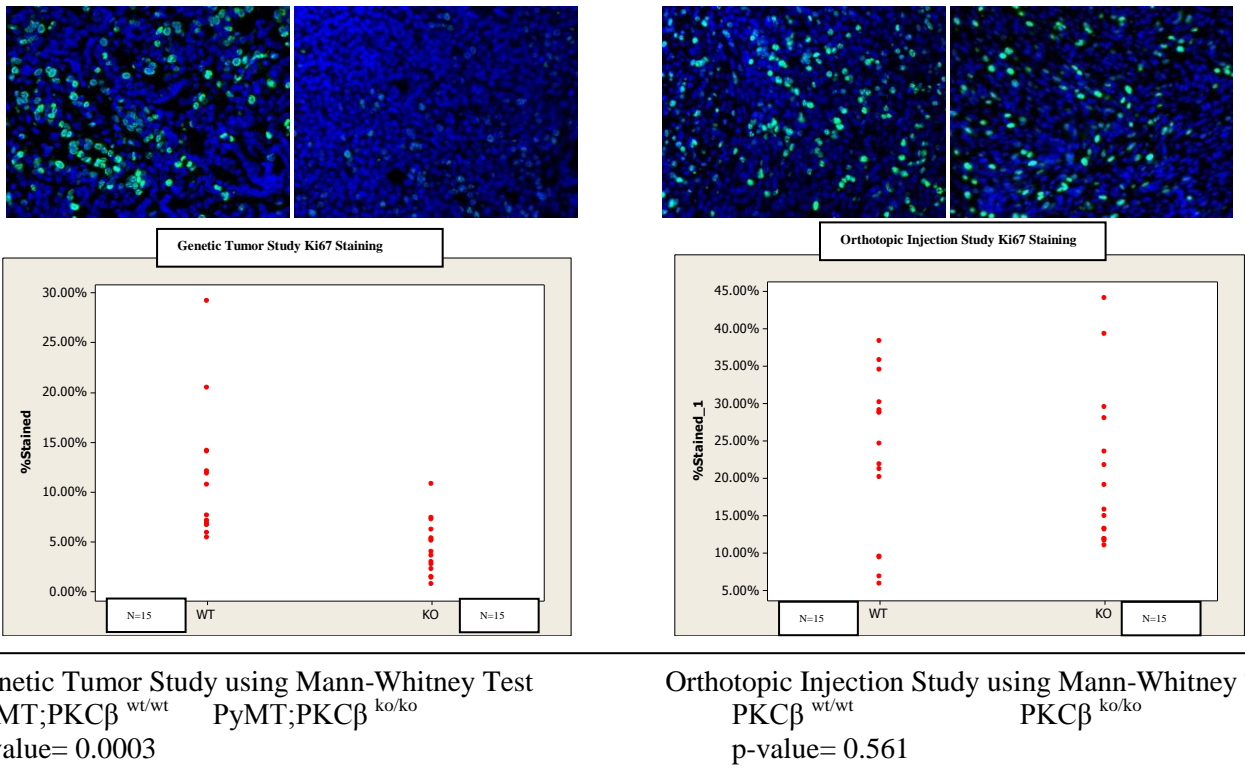 Genetic Tumor Study Ki67 Staining
30.00%
25.00%
20.00%
15.00%
10.00%
5.00%
0.00%
%Stained
N=15
WT
KO
N=15
Orthotopic Injection Study Ki67 Staining
45.00%
40.00%
35.00%
30.00%
25.00%
20.00%
15.00%
10.00%
5.00%
%Stained_1
N=15
WT
KO
N=15
netic Tumor Study using Mann-Whitney Test
MT;PKCβ wt/wt PyMT;PKCβ ko/ko
value= 0.0003
Orthotopic Injection Study using Mann-Whitney
PKCβ wt/wt PKCβ ko/ko
p-value= 0.561